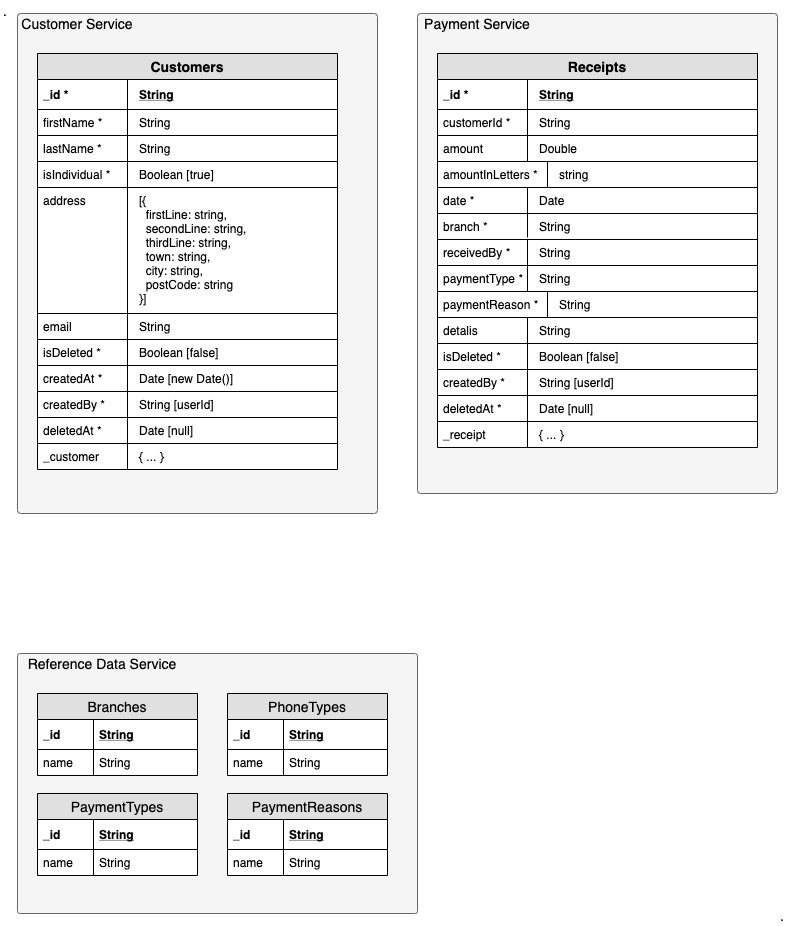 Customer Service
Customers
_id * String
firstName * String
lastName * String
isIndividual * Boolean [true]
address [{
firstLine: string,
secondLine: string,
thirdLine: string,
town: string,
city: string,
postCode: string
}]
email String
isDeleted * Boolean [false]
createdAt * Date [new Date()]
createdBy * String [userId]
deletedAt * Date [null]
_customer { ... }
Payment Service
Receipts
_id * String
customerId * String
amount Double
amountInLetters * string
date * Date
branch * String
receivedBy * String
paymentType * String
paymentReason * String
detalis String
isDeleted * Boolean [false]
createdBy * String [userId]
deletedAt * Date [null]
_receipt { ... }
Reference Data Service
Branches
_id String
name String
PhoneTypes
_id String
name String
PaymentTypes
_id String
name String
PaymentReasons
_id String
name String